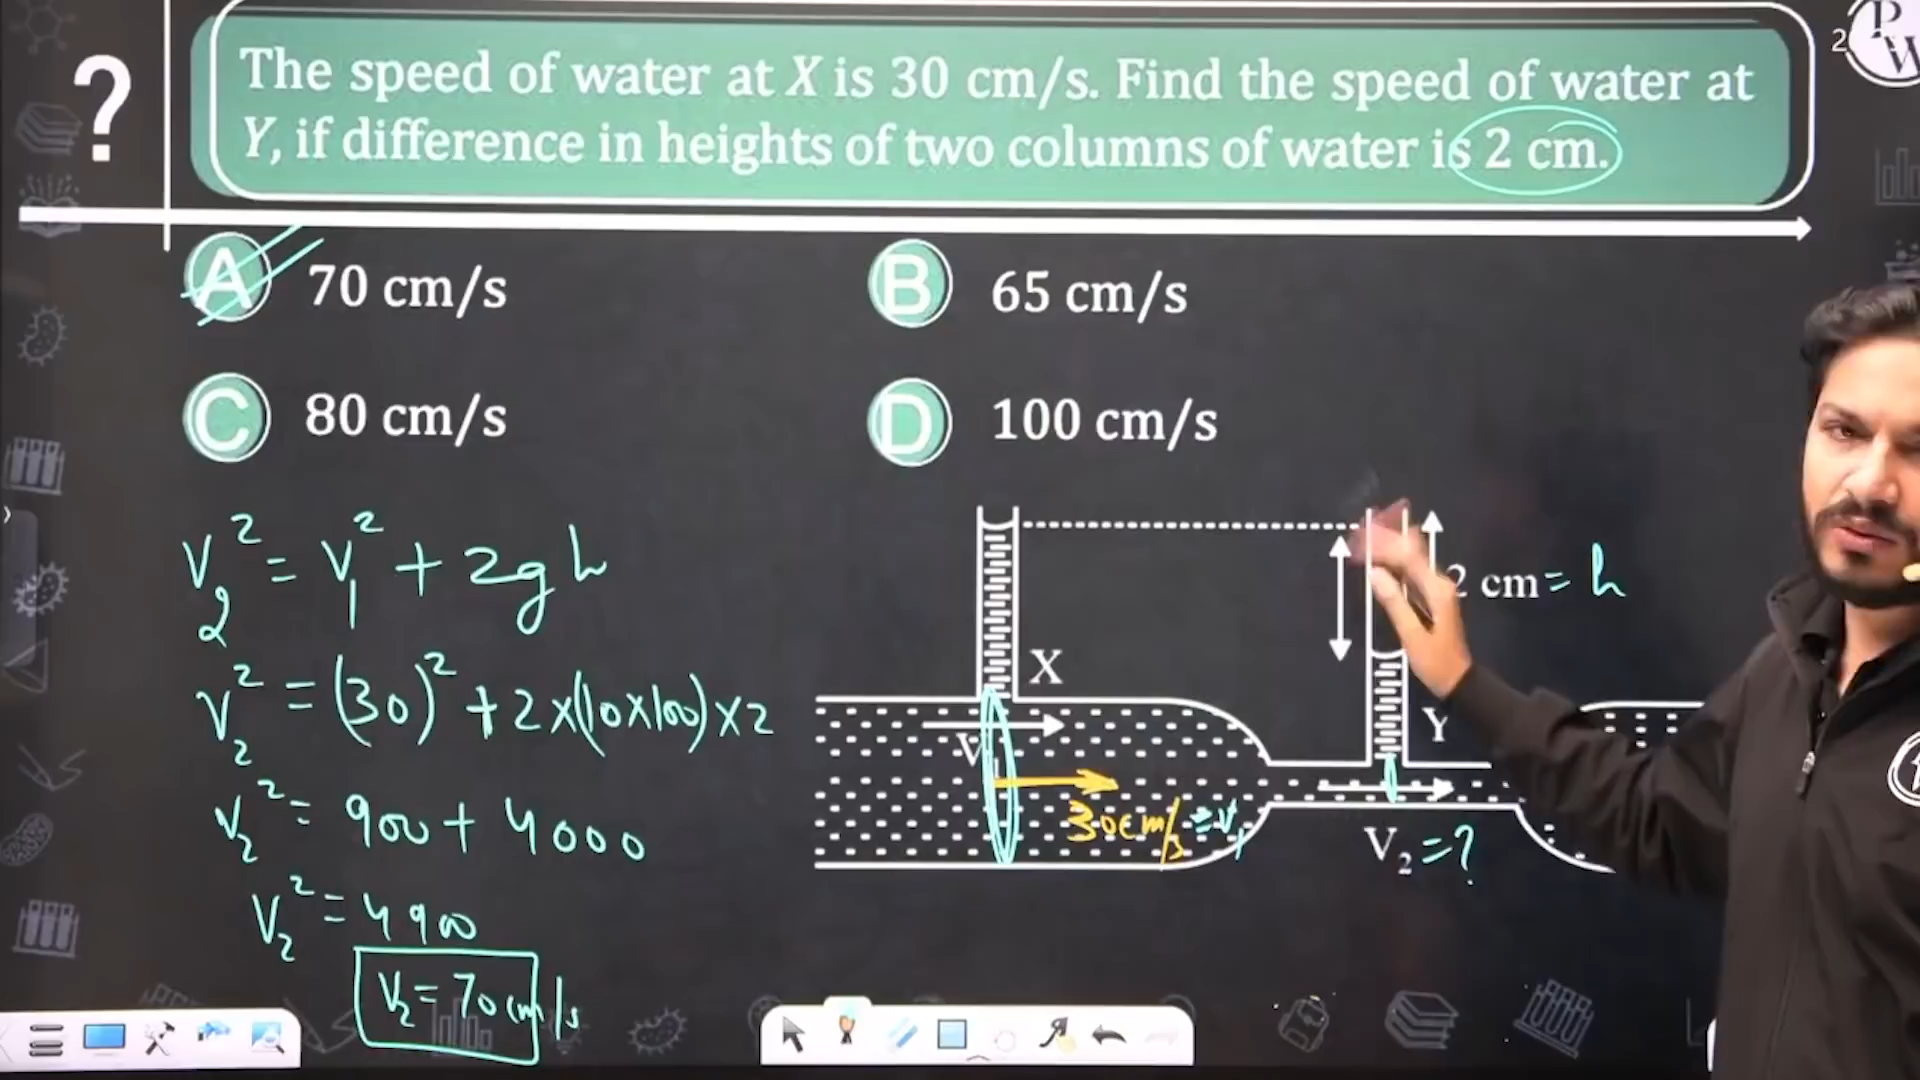 ?
The speed of water at X is 30 cm/s. Find the speed of water at
Y, if difference in heights of two columns of water is 2 cm.
A 70 cm/s
B 65 cm/s
C 80 cm/s
D 100 cm/s
V₂² = V₁² + 2gh
V₂² = (30)² + 2×(10×100)×2
V₂² = 900 + 4000
V₂² = 4900
V₂ = 70 cm/s
X
2 cm = h
Y
30cm/s = V₁
V₂ = ?
PW